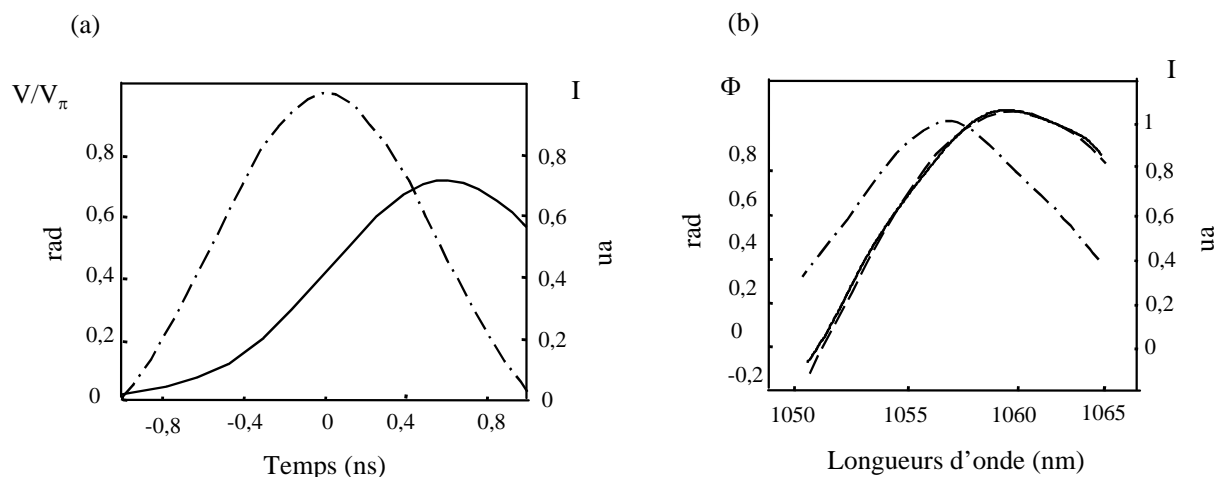 (a)
V/Vπ
I
0,8
0,6
0,4
0,2
0
rad
0,8
0,6
0,4
0,2
0
ua
-0,8 -0,4 0 0,4 0,8
Temps (ns)
(b)
Φ
I
0,8
0,6
0,4
0,2
0
-0,2
rad
1
0,8
0,6
0,4
0,2
0
ua
1050 1055 1060 1065
Longueurs d'onde (nm)